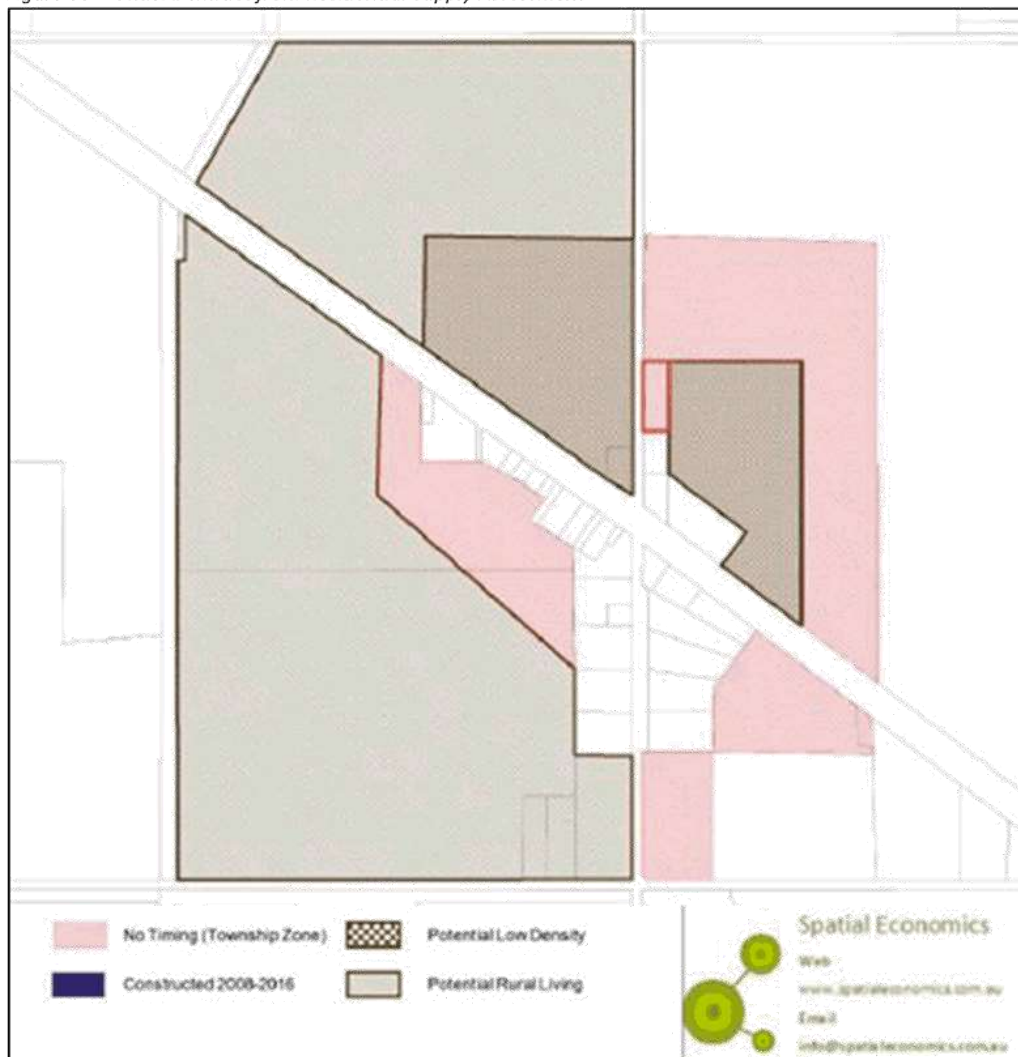 No Timing (Township Zone)
Potential Low Density
Constructed 2008-2016
Potential Rural Living
Spatial Economics
Web
www.spatialeconomics.com.au
Email
info@spatialeconomics.com.au